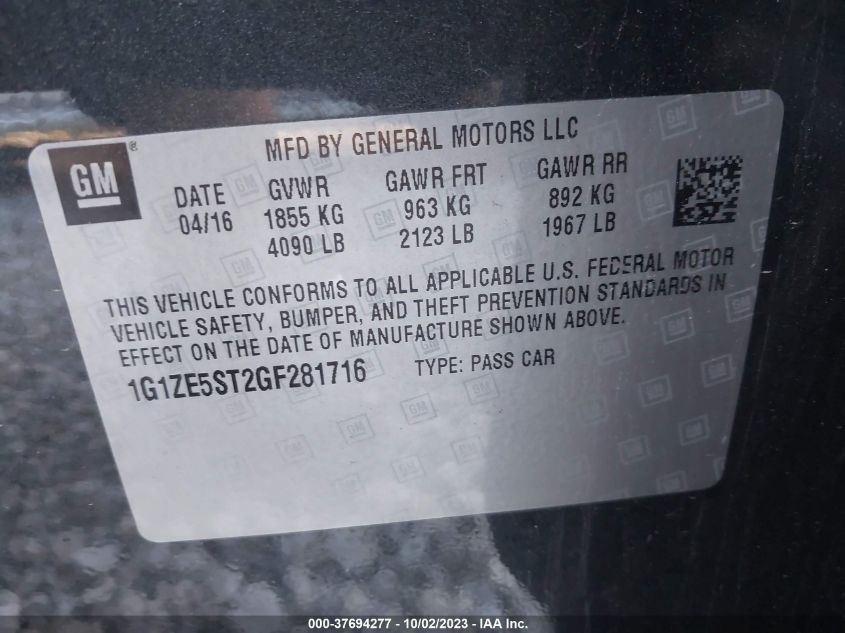 GM ®
MFD BY GENERAL MOTORS LLC
DATE GVWR GAWR FRT GAWR RR
04/16 1855 KG 963 KG 892 KG
4090 LB 2123 LB 1967 LB
THIS VEHICLE CONFORMS TO ALL APPLICABLE U.S. FEDERAL MOTOR
VEHICLE SAFETY, BUMPER, AND THEFT PREVENTION STANDARDS IN
EFFECT ON THE DATE OF MANUFACTURE SHOWN ABOVE.
1G1ZE5ST2GF281716 TYPE: PASS CAR
000-37694277 - 10/02/2023 - IAA Inc.